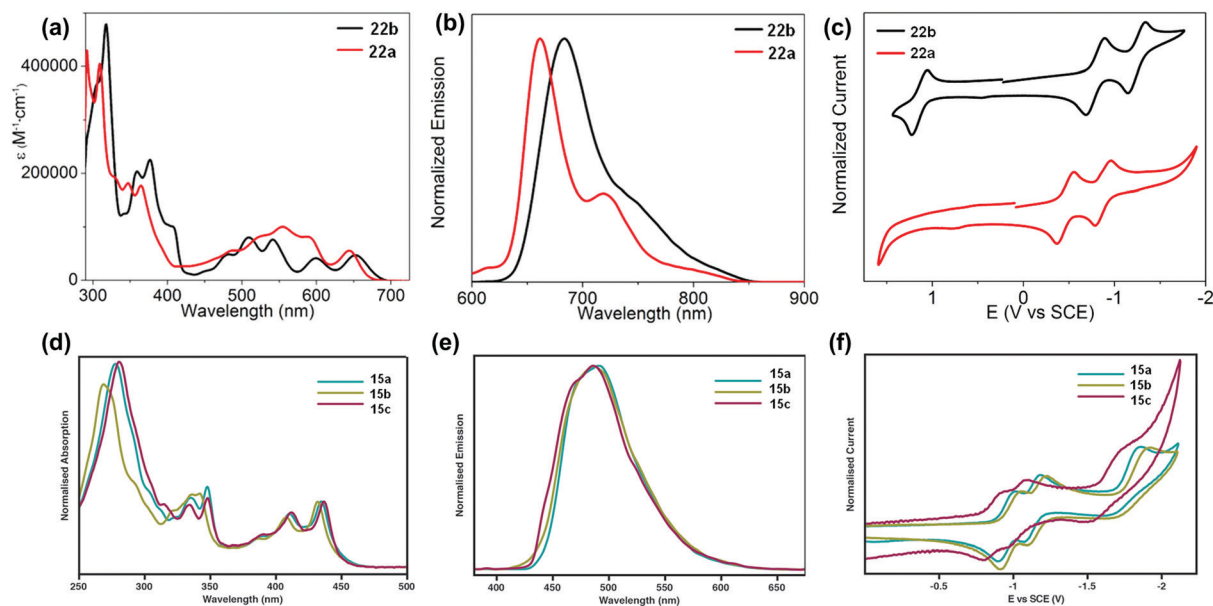 (a)
22b
22a
400000
200000
0
ε (M⁻¹·cm⁻¹)
300 400 500 600 700
Wavelength (nm)
(b)
22b
22a
Normalized Emission
600 700 800 900
Wavelength (nm)
(c)
22b
22a
Normalized Current
1 0 -1 -2
E (V vs SCE)
(d)
15a
15b
15c
Normalised Absorption
250 300 350 400 450 500
Wavelength (nm)
(e)
15a
15b
15c
Normalised Emission
400 450 500 550 600 650
Wavelength (nm)
(f)
15a
15b
15c
Normalised Current
-0.5 -1 -1.5 -2
E vs SCE (V)